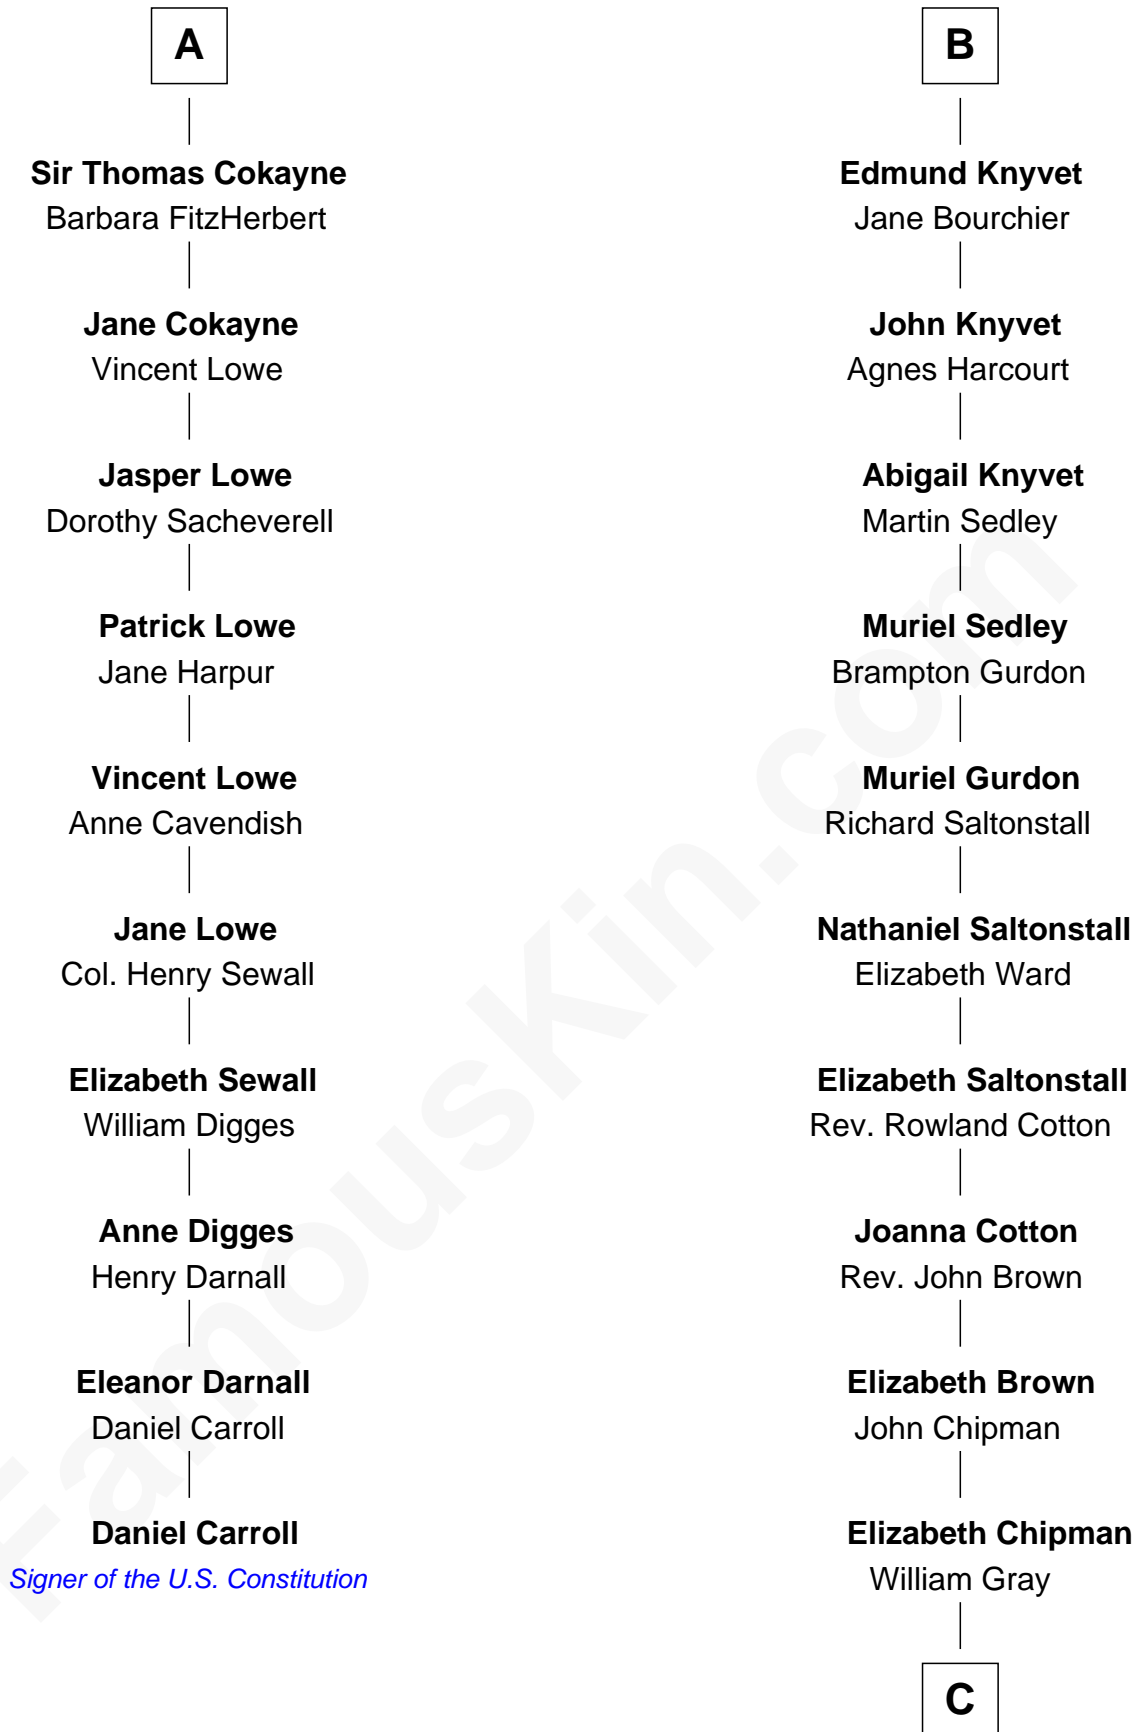 A
Sir Thomas Cokayne
Barbara FitzHerbert
Jane Cokayne
Vincent Lowe
Jasper Lowe
Dorothy Sacheverell
Patrick Lowe
Jane Harpur
Vincent Lowe
Anne Cavendish
Jane Lowe
Col. Henry Sewall
Elizabeth Sewall
William Digges
Anne Digges
Henry Darnall
Eleanor Darnall
Daniel Carroll
Daniel Carroll
Signer of the U.S. Constitution
B
Edmund Knyvet
Jane Bourchier
John Knyvet
Agnes Harcourt
Abigail Knyvet
Martin Sedley
Muriel Sedley
Brampton Gurdon
Muriel Gurdon
Richard Saltonstall
Nathaniel Saltonstall
Elizabeth Ward
Elizabeth Saltonstall
Rev. Rowland Cotton
Joanna Cotton
Rev. John Brown
Elizabeth Brown
John Chipman
Elizabeth Chipman
William Gray
C
FamousKin.com